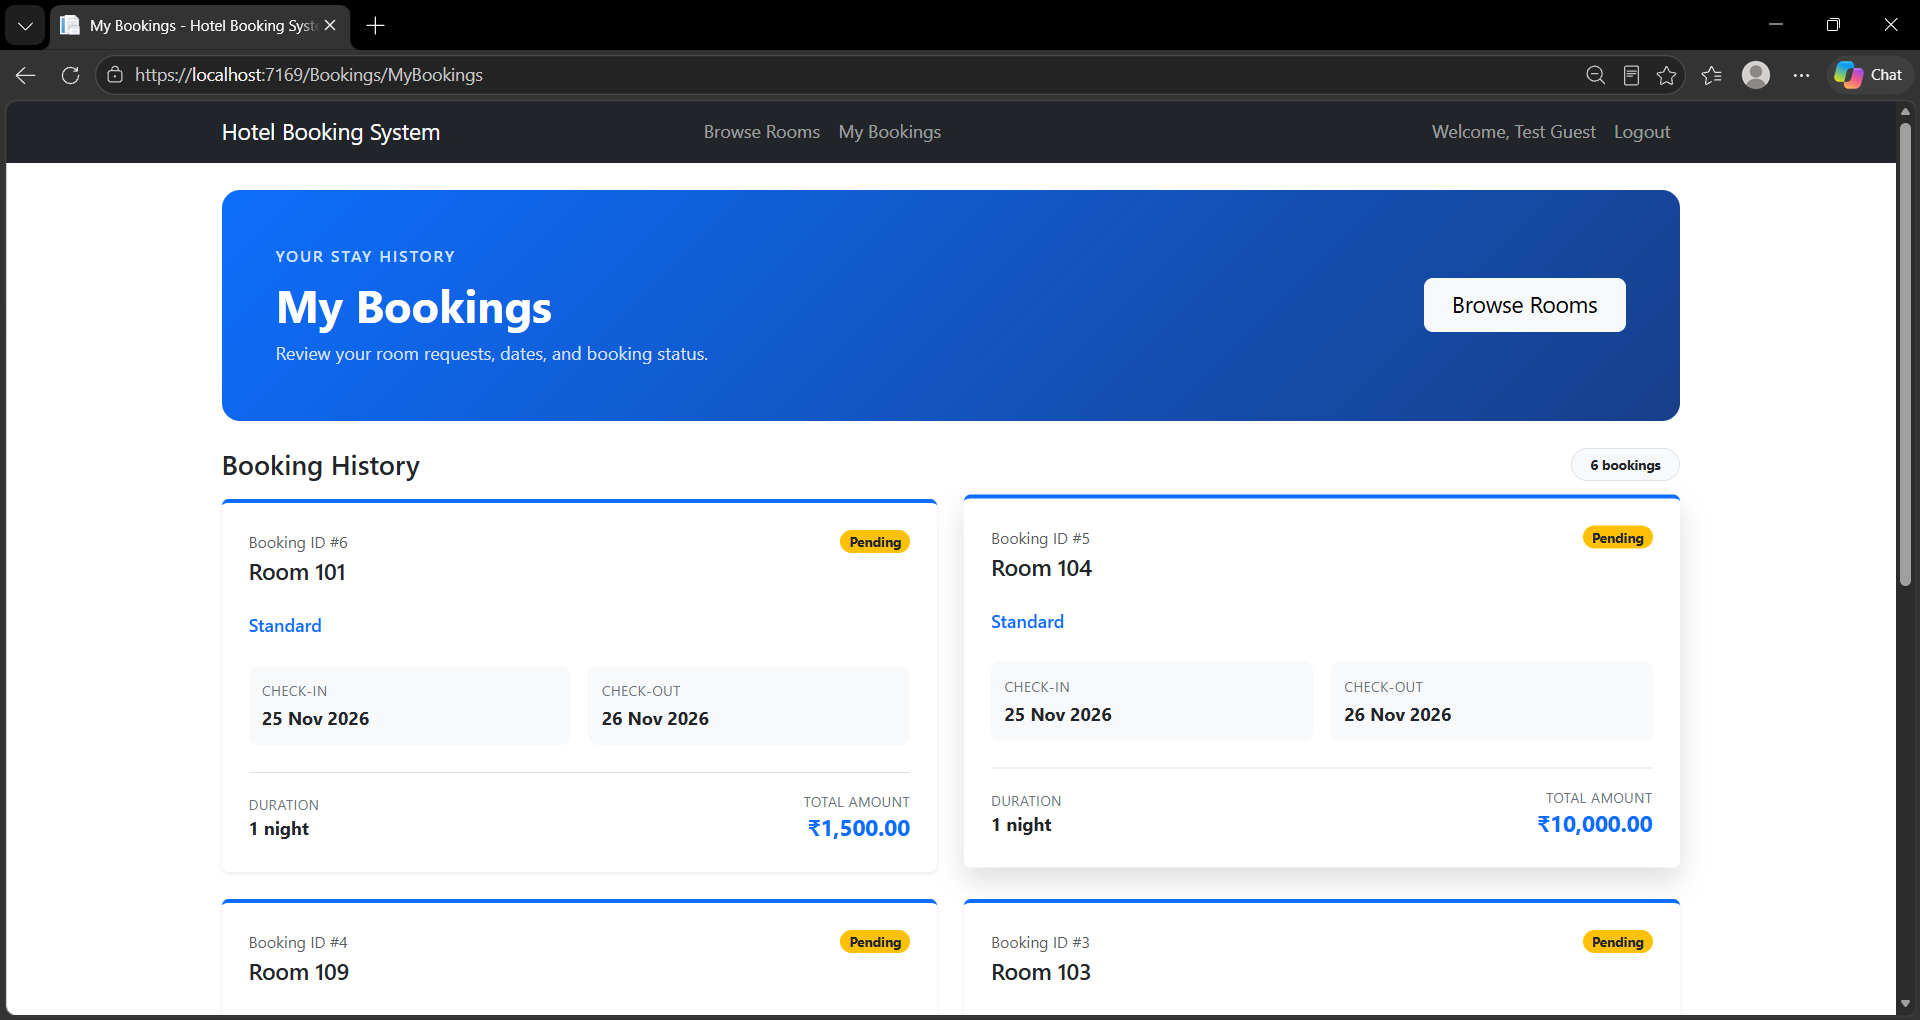 My Bookings - Hotel Booking Syst
https://localhost:7169/Bookings/MyBookings
Chat
Hotel Booking System
Browse Rooms
My Bookings
Welcome, Test Guest
Logout
YOUR STAY HISTORY
My Bookings
Review your room requests, dates, and booking status.
Browse Rooms
Booking History
6 bookings
Booking ID #6
Pending
Room 101
Standard
CHECK-IN
25 Nov 2026
CHECK-OUT
26 Nov 2026
DURATION
1 night
TOTAL AMOUNT
₹1,500.00
Booking ID #5
Pending
Room 104
Standard
CHECK-IN
25 Nov 2026
CHECK-OUT
26 Nov 2026
DURATION
1 night
TOTAL AMOUNT
₹10,000.00
Booking ID #4
Pending
Room 109
Booking ID #3
Pending
Room 103